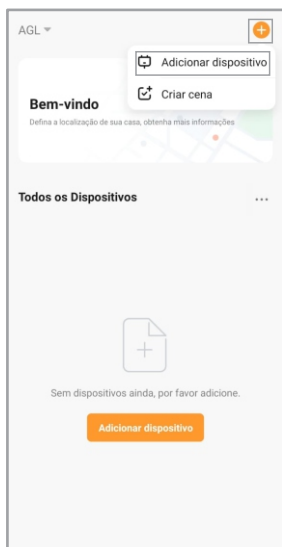 AGL
Adicionar dispositivo
Criar cena
Bem-vindo
Defina a localização de sua casa, obtenha mais informações
Todos os Dispositivos
Sem dispositivos ainda, por favor adicione.
Adicionar dispositivo